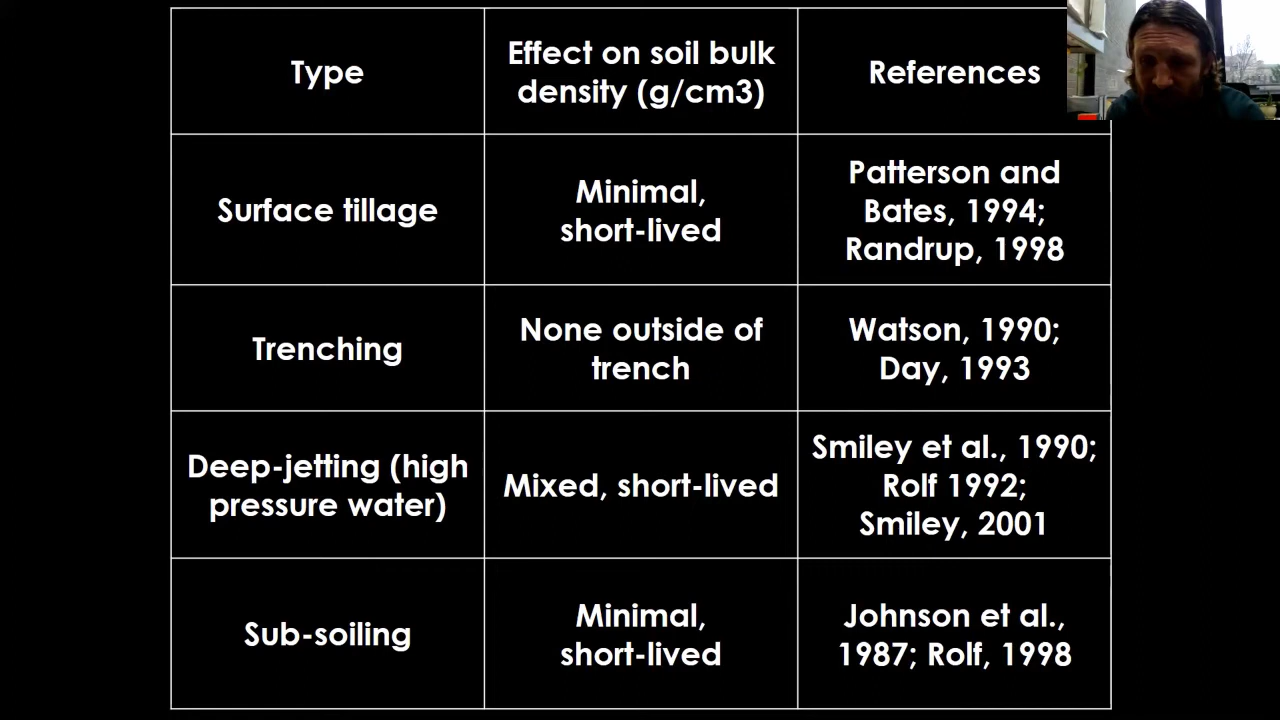 Type
Effect on soil bulk
density (g/cm3)
References
Surface tillage
Minimal,
short-lived
Patterson and
Bates, 1994;
Randrup, 1998
Trenching
None outside of
trench
Watson, 1990;
Day, 1993
Deep-jetting (high
pressure water)
Mixed, short-lived
Smiley et al., 1990;
Rolf 1992;
Smiley, 2001
Sub-soiling
Minimal,
short-lived
Johnson et al.,
1987; Rolf, 1998